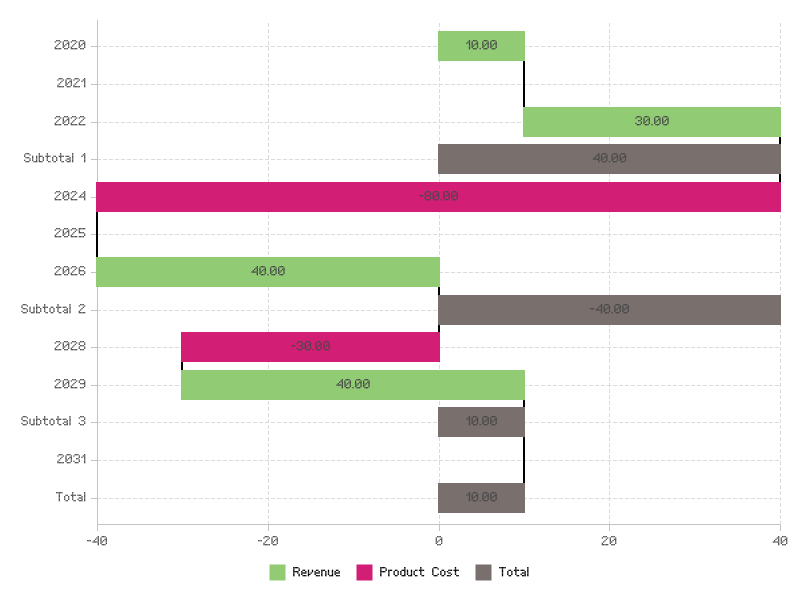 2020 10.00
2021
2022 30.00
Subtotal 1 40.00
2024 -80.00
2025
2026 40.00
Subtotal 2 -40.00
2028 -30.00
2029 40.00
Subtotal 3 10.00
2031
Total 10.00
-40 -20 0 20 40
Revenue Product Cost Total